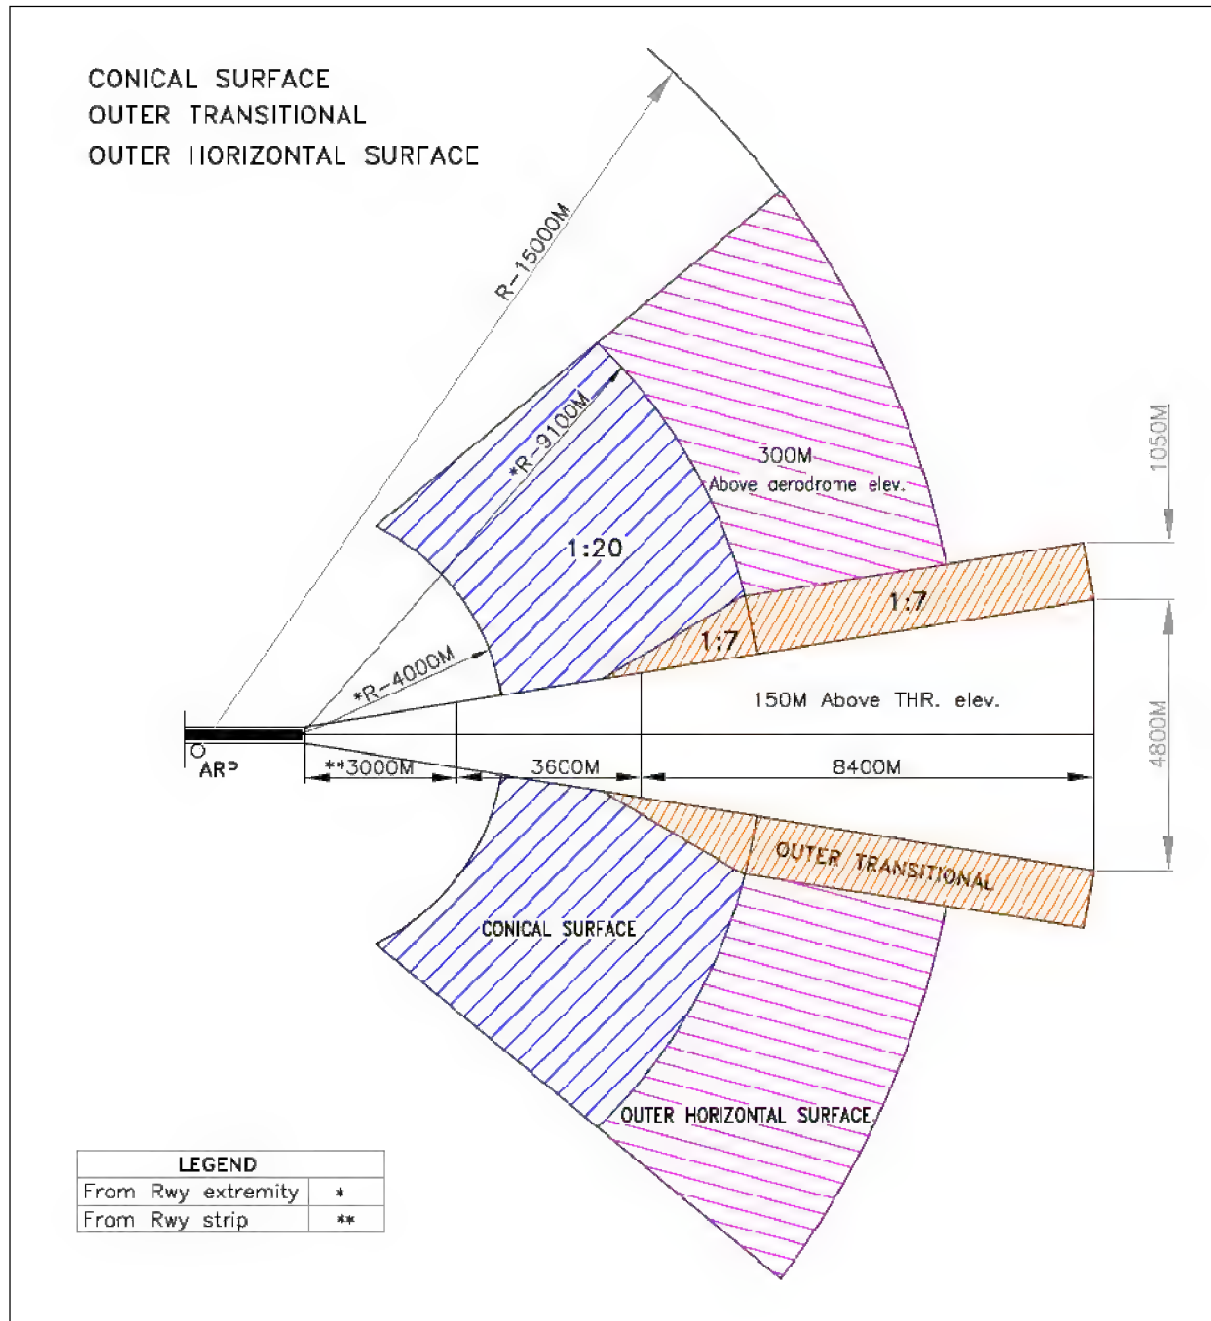 CONICAL SURFACE
OUTER TRANSITIONAL
OUTER HORIZONTAL SURFACE
R-15000M
*R-9100M
1050M
300M
Above aerodrome elev.
1:20
1:7
1:7
*R-4000M
150M Above THR. elev.
4800M
ARP
**3000M
3600M
8400M
OUTER TRANSITIONAL
CONICAL SURFACE
OUTER HORIZONTAL SURFACE
LEGEND
From Rwy extremity *
From Rwy strip **